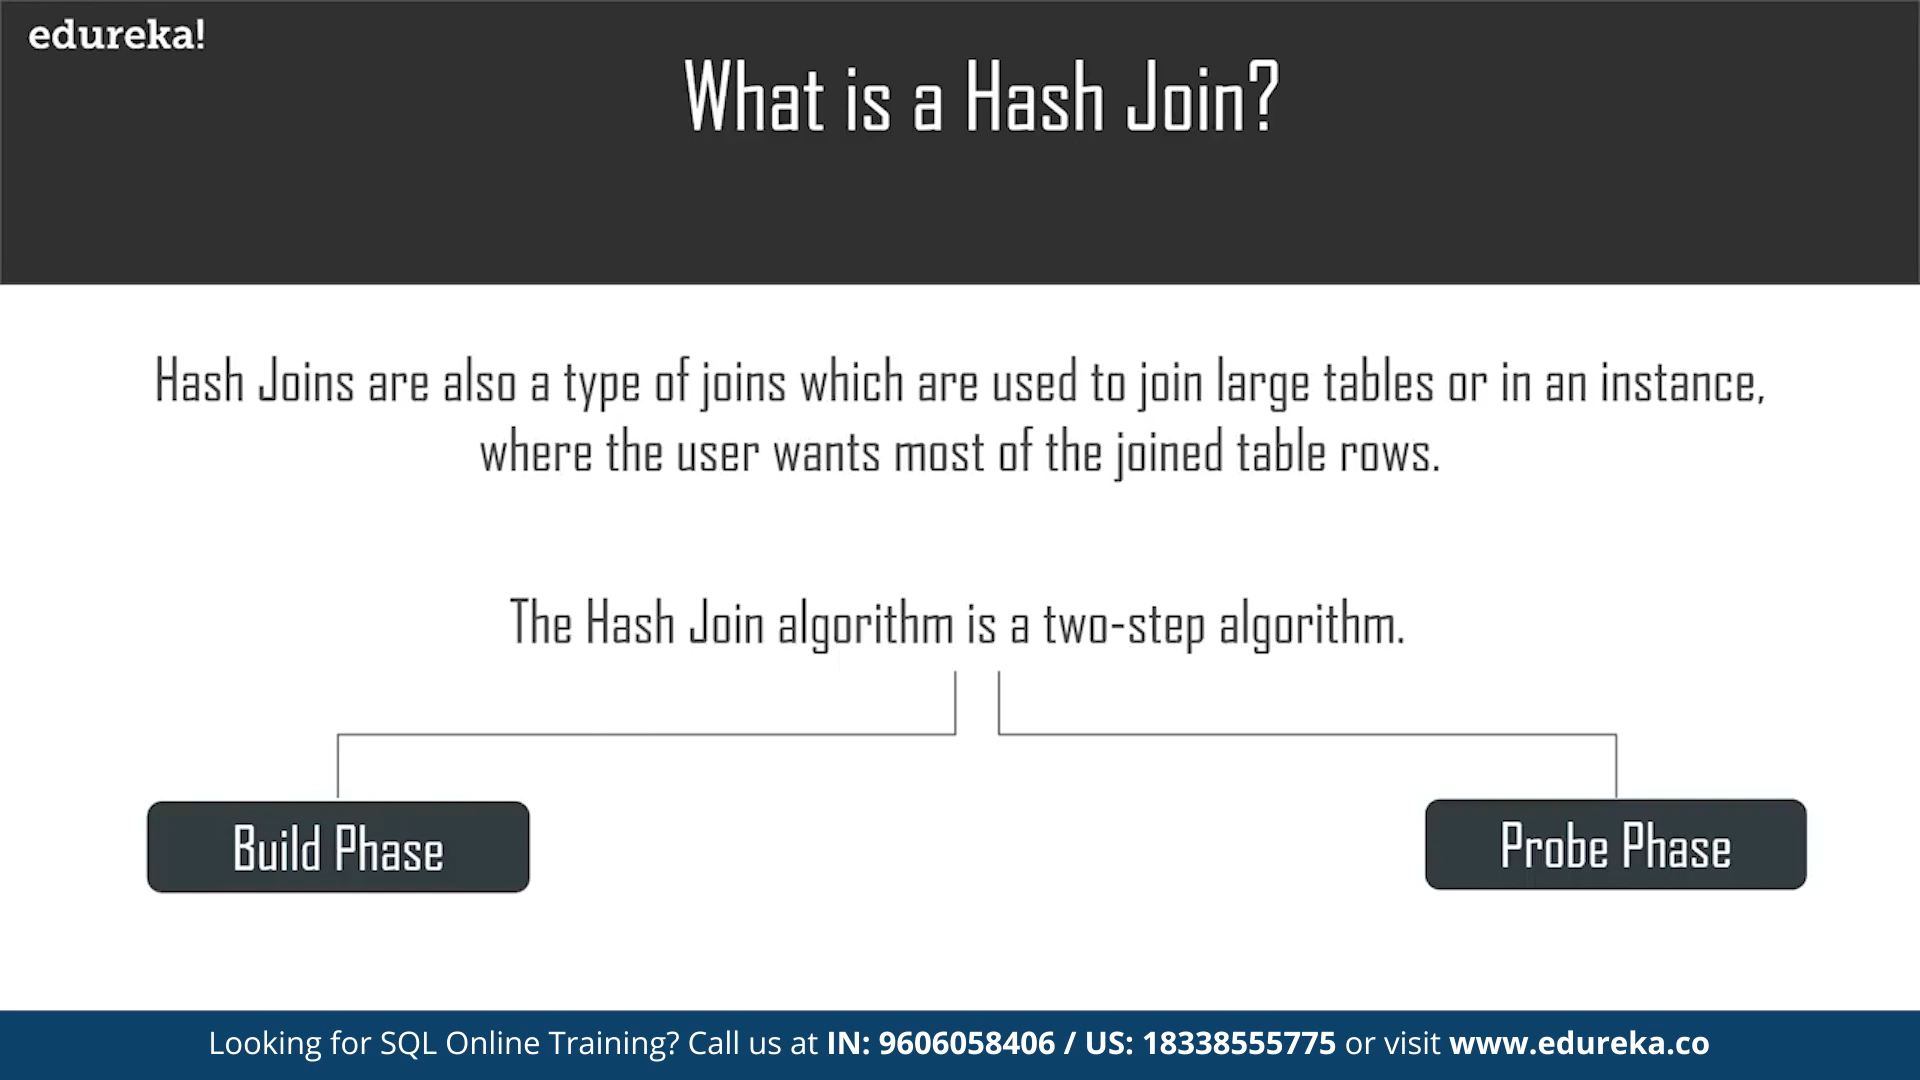 edureka!
What is a Hash Join?
Hash Joins are also a type of joins which are used to join large tables or in an instance,
where the user wants most of the joined table rows.
The Hash Join algorithm is a two-step algorithm.
Build Phase
Probe Phase
Looking for SQL Online Training? Call us at IN: 9606058406 / US: 18338555775 or visit www.edureka.co